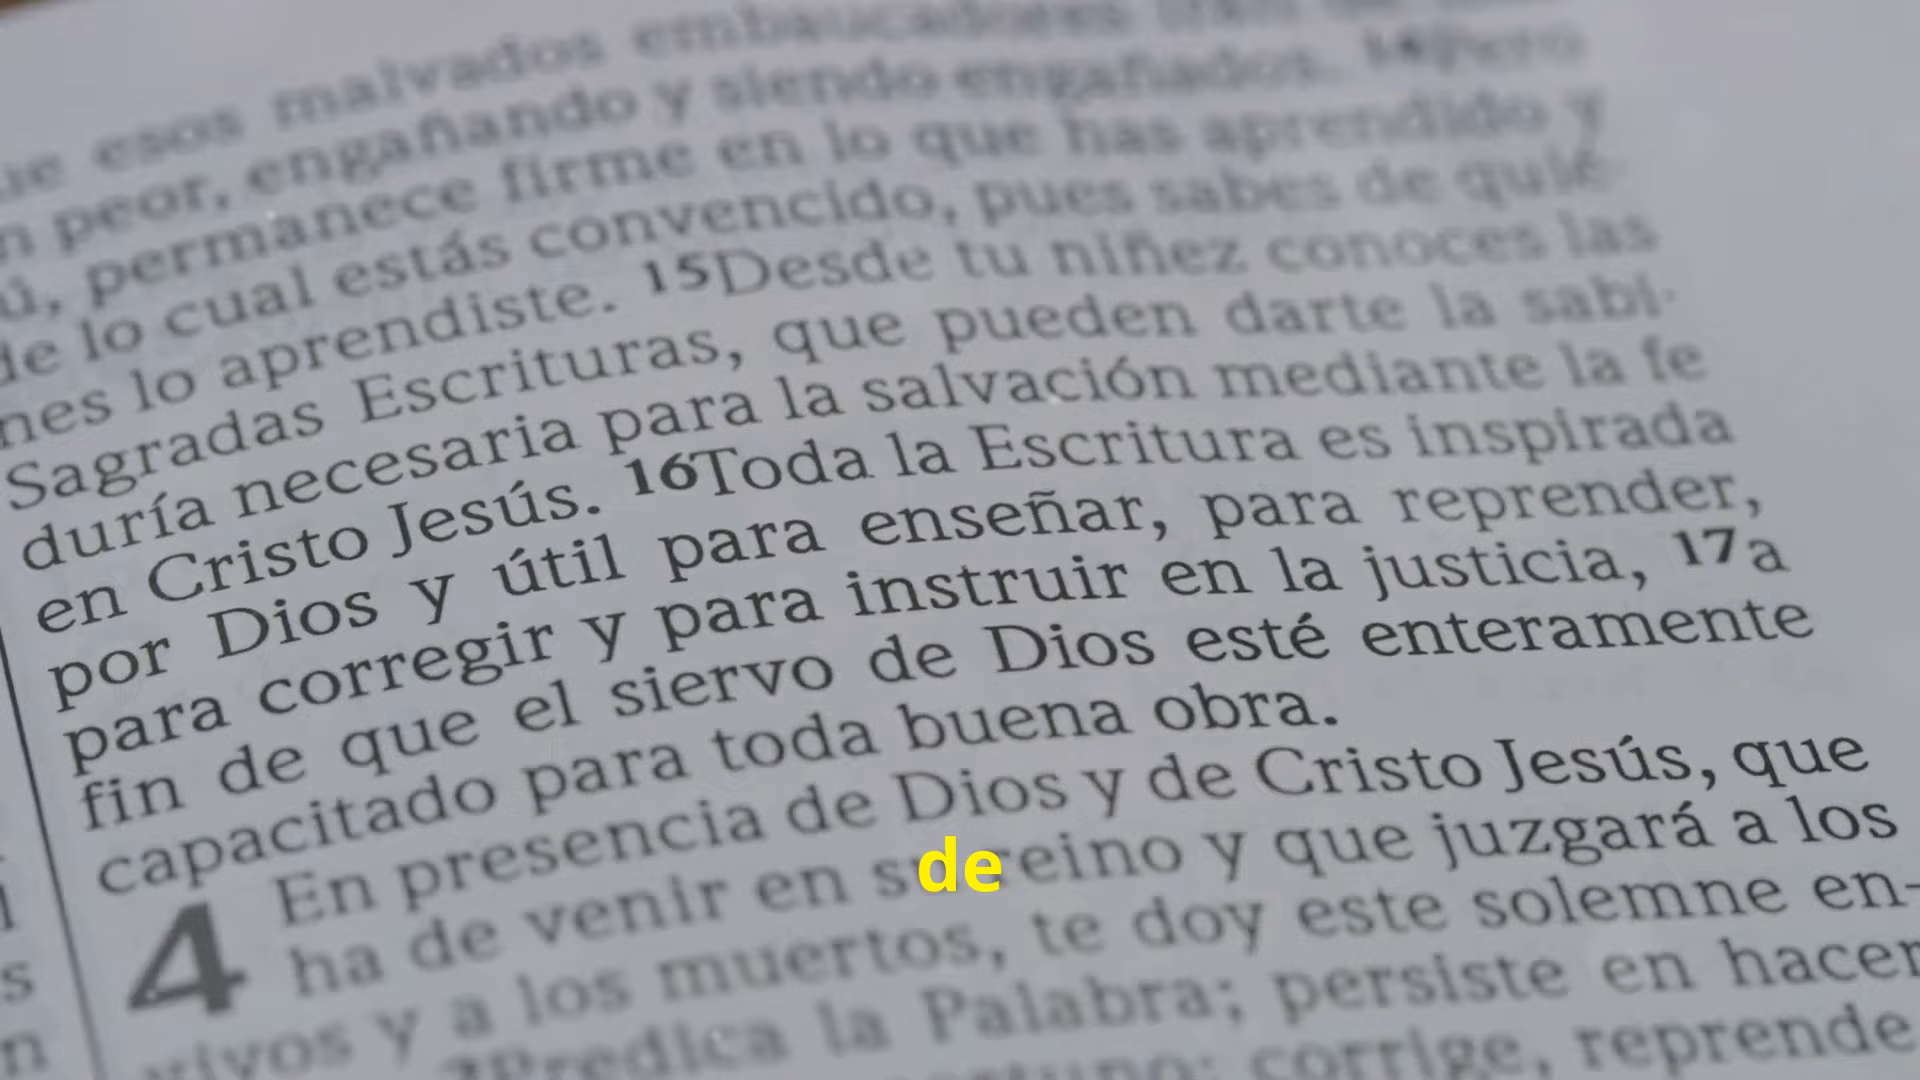 ue esos malvados embaucadores
n peor, engañando y siendo engañados. 14Pero
ú, permanece firme en lo que has aprendido y
de lo cual estás convencido, pues sabes de quié-
nes lo aprendiste. 15Desde tu niñez conoces las
Sagradas Escrituras, que pueden darte la sabi-
duría necesaria para la salvación mediante la fe
en Cristo Jesús. 16Toda la Escritura es inspirada
por Dios y útil para enseñar, para reprender,
para corregir y para instruir en la justicia, 17a
fin de que el siervo de Dios esté enteramente
capacitado para toda buena obra.
4 En presencia de Dios y de Cristo Jesús, que
ha de venir en su reino y que juzgará a los
vivos y a los muertos, te doy este solemne en-
2Predica la Palabra; persiste en hacer
corrige, reprende
de